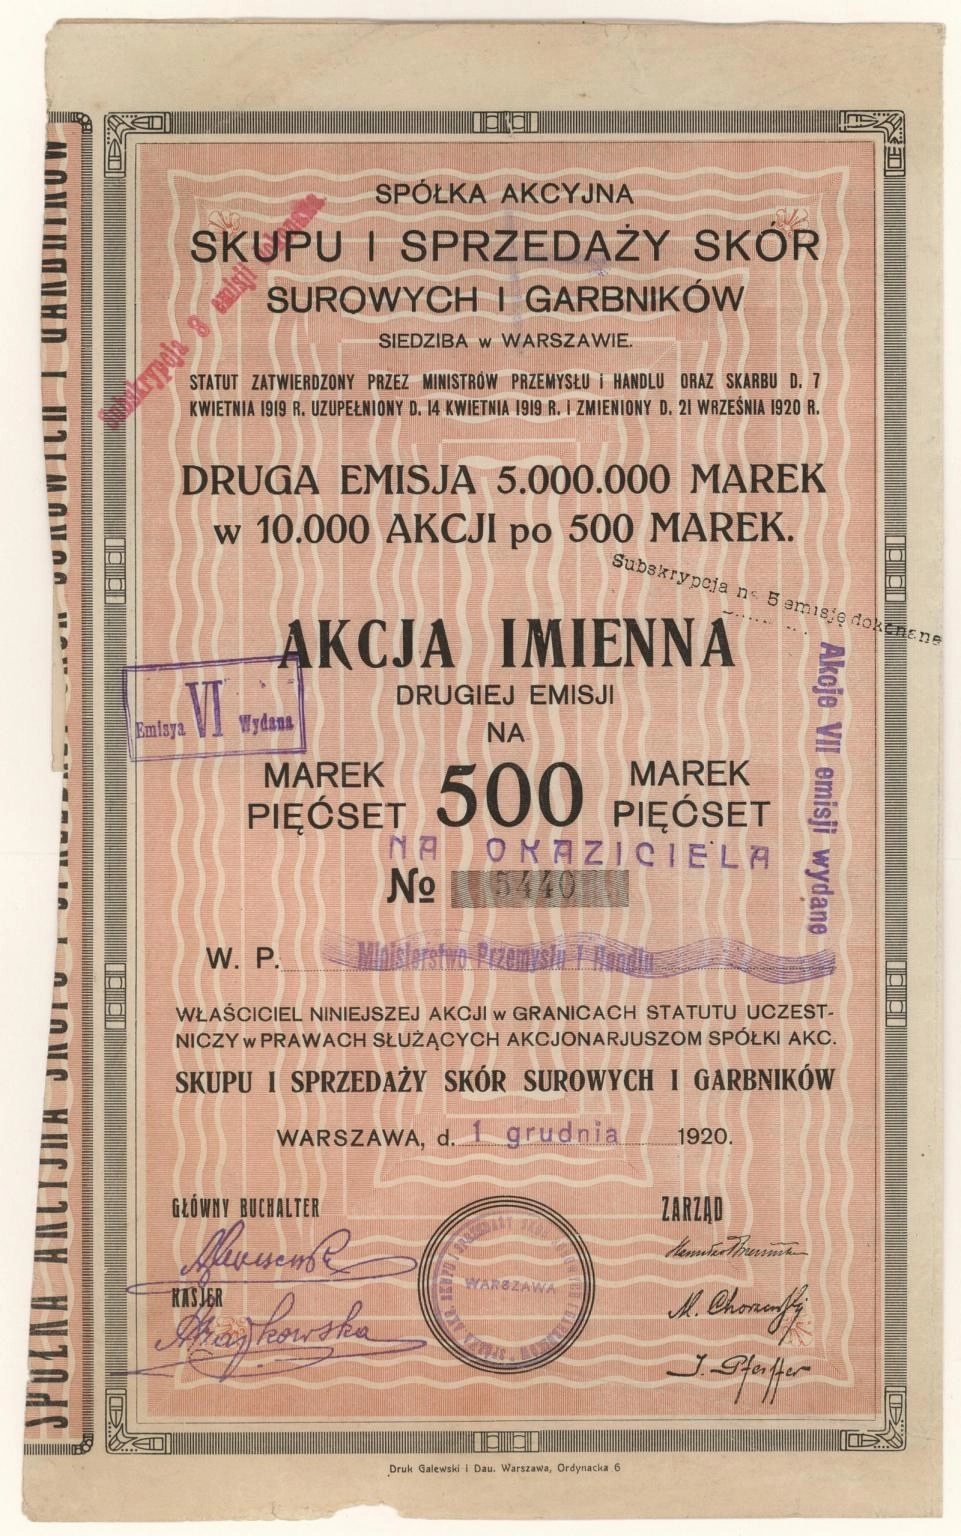 SPÓŁKA AKCYJNA
SKUPU I SPRZEDAŻY SKÓR
SUROWYCH I GARBNIKÓW
SIEDZIBA w WARSZAWIE.
STATUT ZATWIERDZONY PRZEZ MINISTRÓW PRZEMYSŁU i HANDLU ORAZ SKARBU D. 7
KWIETNIA 1919 R. UZUPEŁNIONY D. 14 KWIETNIA 1919 R. I ZMIENIONY D. 21 WRZEŚNIA 1920 R.
Subskrypcja 3 emisji dokonana.
DRUGA EMISJA 5.000.000 MAREK
w 10.000 AKCJI po 500 MAREK.
Subskrypcja na 5 emisję dokonane
AKCJA IMIENNA
DRUGIEJ EMISJI
NA
Emisya VI Wydana
Akcje VII emisji wydane
MAREK PIĘĆSET 500 MAREK PIĘĆSET
NA OKAZICIELA
No 5440
W. P. Ministerstwo Przemysłu i Handlu
WŁAŚCICIEL NINIEJSZEJ AKCJI w GRANICACH STATUTU UCZEST-
NICZY w PRAWACH SŁUŻĄCYCH AKCJONARJUSZOM SPÓŁKI AKC.
SKUPU I SPRZEDAŻY SKÓR SUROWYCH I GARBNIKÓW
WARSZAWA, d. 1 grudnia 1920.
GŁÓWNY BUCHALTER
ZARZĄD
KASJER
WARSZAWA
J. Pfeiffer
Druk Galewski i Dau. Warszawa, Ordynacka 6
SPÓŁKA AKCYJNA SKUPU I SPRZEDAŻY SKÓR SUROWYCH I GARBNIKÓW